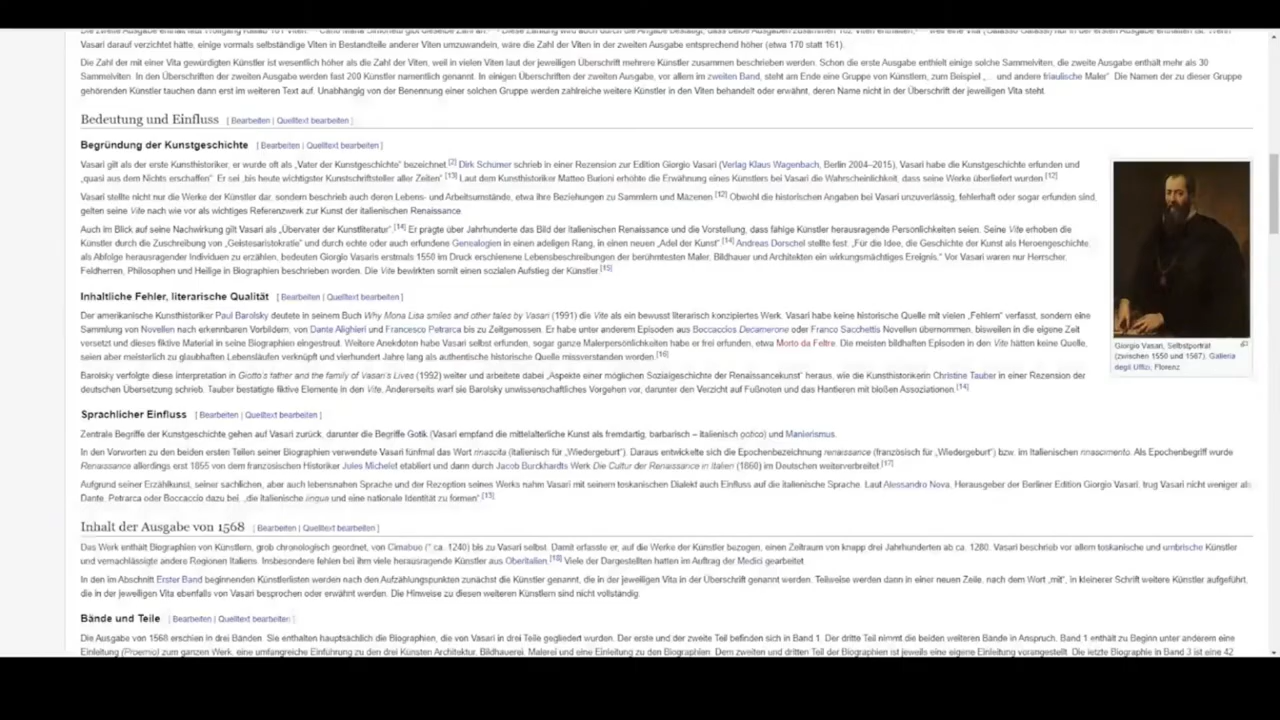 Vasari darauf verzichtet hätte, einige vormals selbständige Viten in Bestandteile anderer Viten umzuwandeln, wäre die Zahl der Viten in der zweiten Ausgabe entsprechend höher (etwa 170 statt 161).
Die Zahl der mit einer Vita gewürdigten Künstler ist wesentlich höher als die Zahl der Viten, weil in vielen Viten laut der jeweiligen Überschrift mehrere Künstler zusammen beschrieben werden. Schon die erste Ausgabe enthielt einige solche Sammelviten, die zweite Ausgabe enthält mehr als 30
Sammelviten. In den Überschriften der zweiten Ausgabe werden fast 200 Künstler namentlich genannt. In einigen Überschriften der zweiten Ausgabe, vor allem im zweiten Band, steht am Ende eine Gruppe von Künstlern, zum Beispiel „... und andere friaulische Maler“. Die Namen der zu dieser Gruppe
gehörenden Künstler tauchen dann erst im weiteren Text auf. Unabhängig von der Benennung einer solchen Gruppe werden zahlreiche weitere Künstler in den Viten behandelt oder erwähnt, deren Name nicht in der Überschrift der jeweiligen Vita steht.
Bedeutung und Einfluss [ Bearbeiten | Quelltext bearbeiten ]
Begründung der Kunstgeschichte [ Bearbeiten | Quelltext bearbeiten ]
Vasari gilt als der erste Kunsthistoriker, er wurde oft als „Vater der Kunstgeschichte“ bezeichnet.[2] Dirk Schümer schrieb in einer Rezension zur Edition Giorgio Vasari (Verlag Klaus Wagenbach, Berlin 2004–2015), Vasari habe die Kunstgeschichte erfunden und
„quasi aus dem Nichts erschaffen“. Er sei „bis heute wichtigster Kunstschriftsteller aller Zeiten“.[13] Laut dem Kunsthistoriker Matteo Burioni erhöhte die Erwähnung eines Künstlers bei Vasari die Wahrscheinlichkeit, dass seine Werke überliefert wurden.[12]
Vasari stellte nicht nur die Werke der Künstler dar, sondern beschrieb auch deren Lebens- und Arbeitsumstände, etwa ihre Beziehungen zu Sammlern und Mäzenen.[12] Obwohl die historischen Angaben bei Vasari unzuverlässig, fehlerhaft oder sogar erfunden sind,
gelten seine Vite nach wie vor als wichtiges Referenzwerk zur Kunst der italienischen Renaissance.
Auch im Blick auf seine Nachwirkung gilt Vasari als „Übervater der Kunstliteratur“.[14] Er prägte über Jahrhunderte das Bild der Italienischen Renaissance und die Vorstellung, dass fähige Künstler herausragende Persönlichkeiten seien. Seine Vite erhoben die
Künstler durch die Zuschreibung von „Geistesaristokratie“ und durch echte oder auch erfundene Genealogien in einen adeligen Rang, in einen neuen „Adel der Kunst“.[14] Andreas Dorschel stellte fest: „Für die Idee, die Geschichte der Kunst als Heroengeschichte,
als Abfolge herausragender Individuen zu erzählen, bedeuten Giorgio Vasaris erstmals 1550 im Druck erschienene Lebensbeschreibungen der berühmtesten Maler, Bildhauer und Architekten ein wirkungsmächtiges Ereignis.“ Vor Vasari waren nur Herrscher,
Feldherren, Philosophen und Heilige in Biographien beschrieben worden. Die Vite bewirkten somit einen sozialen Aufstieg der Künstler.[15]
Giorgio Vasari, Selbstporträt
(zwischen 1550 und 1567). Galleria
degli Uffizi, Florenz
Inhaltliche Fehler, literarische Qualität [ Bearbeiten | Quelltext bearbeiten ]
Der amerikanische Kunsthistoriker Paul Barolsky deutete in seinem Buch Why Mona Lisa smiles and other tales by Vasari (1991) die Vite als ein bewusst literarisch konzipiertes Werk. Vasari habe keine historische Quelle mit vielen „Fehlern“ verfasst, sondern eine
Sammlung von Novellen nach erkennbaren Vorbildern, von Dante Alighieri und Francesco Petrarca bis zu Zeitgenossen. Er habe unter anderem Episoden aus Boccaccios Decamerone oder Franco Sacchettis Novellen übernommen, bisweilen in die eigene Zeit
versetzt und dieses fiktive Material in seine Biographien eingestreut. Weitere Anekdoten habe Vasari selbst erfunden, sogar ganze Malerpersönlichkeiten habe er frei erfunden, etwa Morto da Feltre. Die meisten bildhaften Episoden in den Vite hätten keine Quelle,
seien aber meisterlich zu glaubhaften Lebensläufen verknüpft und vierhundert Jahre lang als authentische historische Quelle missverstanden worden.[16]
Barolsky verfolgte diese Interpretation in Giotto's father and the family of Vasari's Lives (1992) weiter und arbeitete dabei „Aspekte einer möglichen Sozialgeschichte der Renaissancekunst“ heraus, wie die Kunsthistorikerin Christine Tauber in einer Rezension der
deutschen Übersetzung schrieb. Tauber bestätigte fiktive Elemente in den Vite. Andererseits warf sie Barolsky unwissenschaftliches Vorgehen vor, darunter den Verzicht auf Fußnoten und das Hantieren mit bloßen Assoziationen.[14]
Sprachlicher Einfluss [ Bearbeiten | Quelltext bearbeiten ]
Zentrale Begriffe der Kunstgeschichte gehen auf Vasari zurück, darunter die Begriffe Gotik (Vasari empfand die mittelalterliche Kunst als fremdartig, barbarisch – italienisch gotico) und Manierismus.
In den Vorworten zu den beiden ersten Teilen seiner Biographien verwendete Vasari fünfmal das Wort rinascita (italienisch für „Wiedergeburt“). Daraus entwickelte sich die Epochenbezeichnung renaissance (französisch für „Wiedergeburt“) bzw. im Italienischen rinascimento. Als Epochenbegriff wurde
Renaissance allerdings erst 1855 von dem französischen Historiker Jules Michelet etabliert und dann durch Jacob Burckhardts Werk Die Cultur der Renaissance in Italien (1860) im Deutschen weiterverbreitet.[17]
Aufgrund seiner Erzählkunst, seiner sachlichen, aber auch lebensnahen Sprache und der Rezeption seines Werks nahm Vasari mit seinem toskanischen Dialekt auch Einfluss auf die italienische Sprache. Laut Alessandro Nova, Herausgeber der Berliner Edition Giorgio Vasari, trug Vasari nicht weniger als
Dante, Petrarca oder Boccaccio dazu bei, „die italienische lingua und eine nationale Identität zu formen“.[15]
Inhalt der Ausgabe von 1568 [ Bearbeiten | Quelltext bearbeiten ]
Das Werk enthält Biographien von Künstlern, grob chronologisch geordnet, von Cimabue (* ca. 1240) bis zu Vasari selbst. Damit erfasste er, auf die Werke der Künstler bezogen, einen Zeitraum von knapp drei Jahrhunderten ab ca. 1280. Vasari beschrieb vor allem toskanische und umbrische Künstler
und vernachlässigte andere Regionen Italiens. Insbesondere fehlen bei ihm viele herausragende Künstler aus Oberitalien.[18] Viele der Dargestellten hatten im Auftrag der Medici gearbeitet.
In den im Abschnitt Erster Band beginnenden Künstlerlisten werden nach den Aufzählungspunkten zunächst die Künstler genannt, die in der jeweiligen Vita in der Überschrift genannt werden. Teilweise werden dann in einer neuen Zeile, nach dem Wort „mit“, in kleinerer Schrift weitere Künstler aufgeführt,
die in der jeweiligen Vita ebenfalls von Vasari besprochen oder erwähnt werden. Die Hinweise zu diesen weiteren Künstlern sind nicht vollständig.
Bände und Teile [ Bearbeiten | Quelltext bearbeiten ]
Die Ausgabe von 1568 erschien in drei Bänden. Sie enthalten hauptsächlich die Biographien, die von Vasari in drei Teile gegliedert wurden. Der erste und der zweite Teil befinden sich in Band 1. Der dritte Teil nimmt die beiden weiteren Bände in Anspruch. Band 1 enthält zu Beginn unter anderem eine
Einleitung (Proemio) zum ganzen Werk, eine umfangreiche Einführung zu den drei Künsten Architektur, Bildhauerei, Malerei und eine Einleitung zu den Biographien. Dem zweiten und dritten Teil der Biographien ist jeweils eine eigene Einleitung vorangestellt. Die letzte Biographie in Band 3 ist eine 42